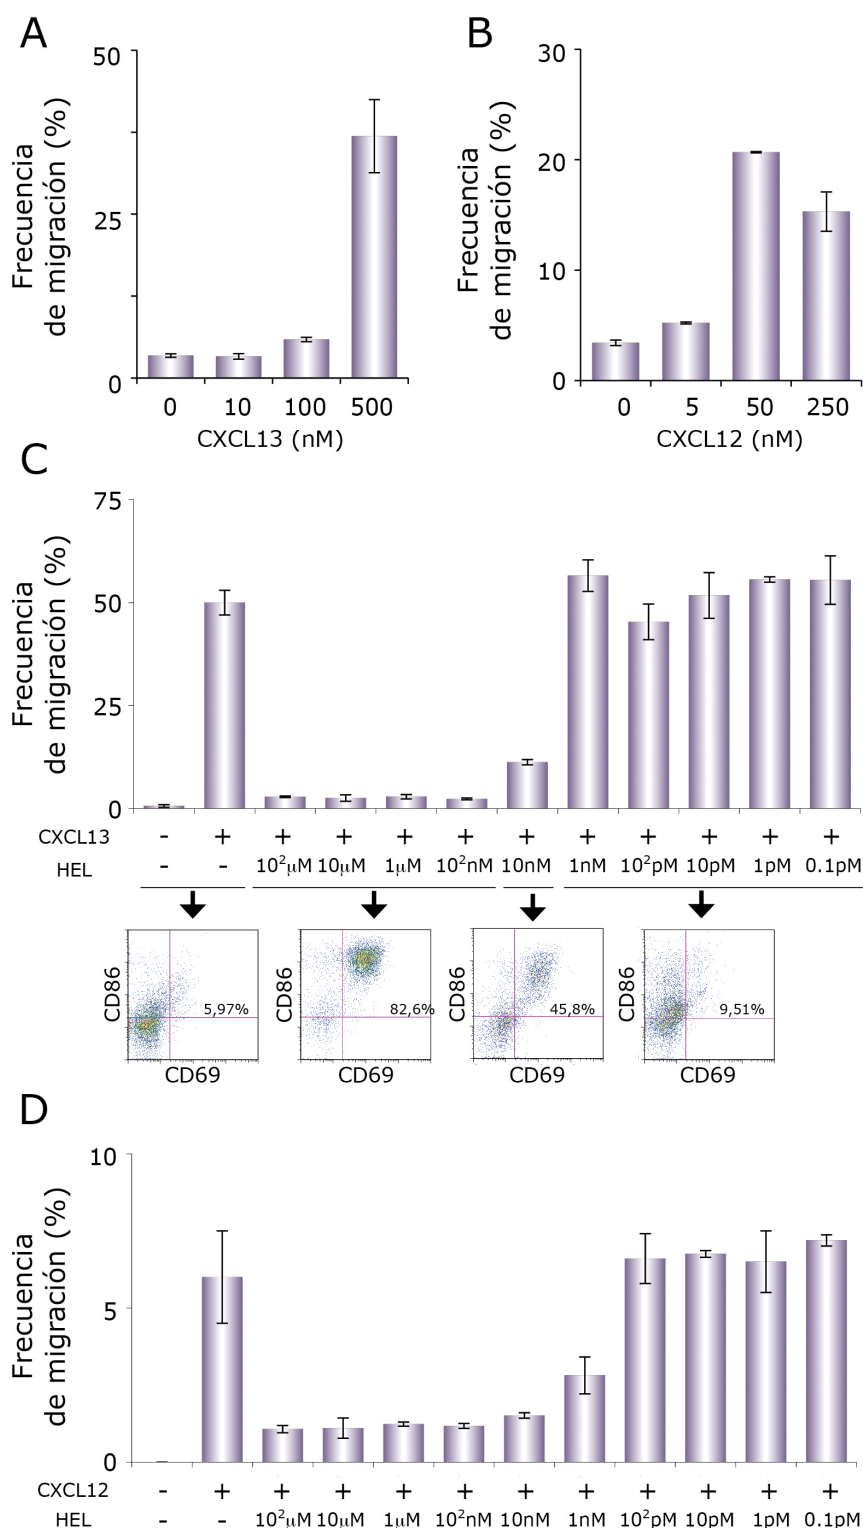 A
Frecuencia
de migración (%)
50
25
0
0 10 100 500
CXCL13 (nM)
B
Frecuencia
de migración (%)
30
20
10
0
0 5 50 250
CXCL12 (nM)
C
Frecuencia
de migración (%)
75
50
25
0
CXCL13 - + + + + + + + + + + +
HEL - - 10²μM 10μM 1μM 10²nM 10nM 1nM 10²pM 10pM 1pM 0.1pM
CD86
5,97%
CD69
CD86
82,6%
CD69
CD86
45,8%
CD69
CD86
9,51%
CD69
D
Frecuencia
de migración (%)
10
5
0
CXCL12 - + + + + + + + + + + +
HEL - - 10²μM 10μM 1μM 10²nM 10nM 1nM 10²pM 10pM 1pM 0.1pM